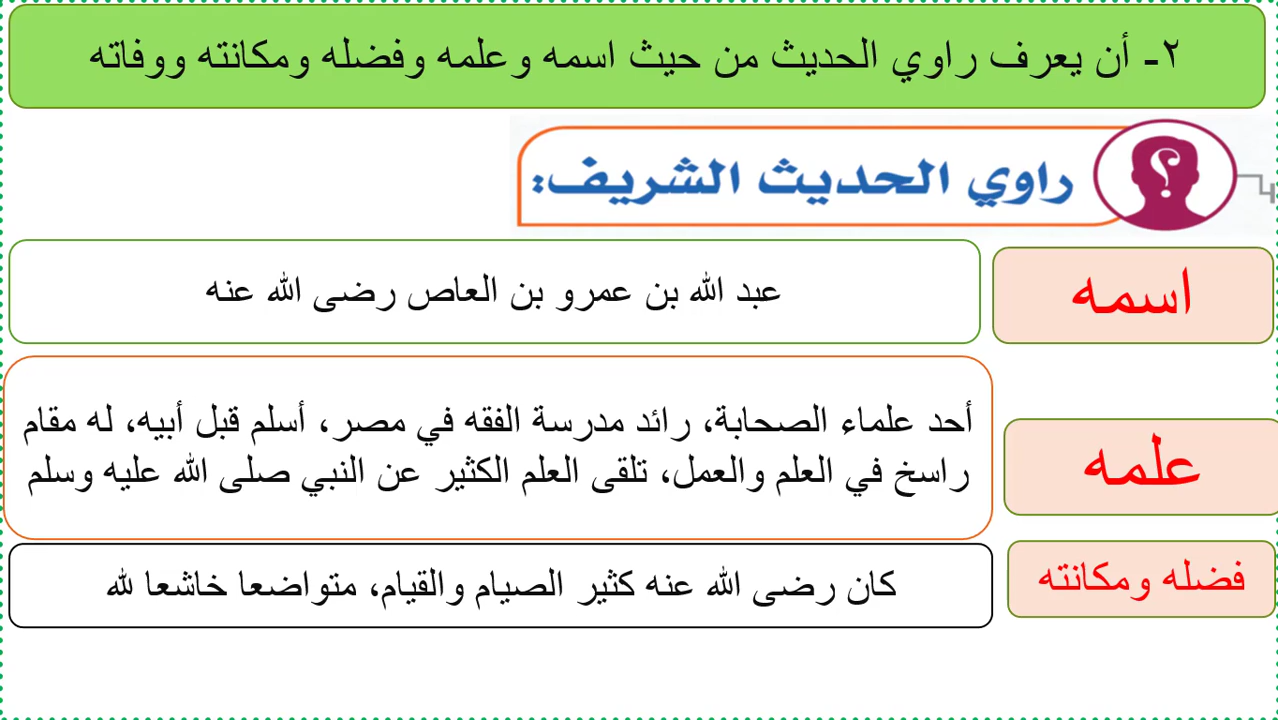 ٢- أن يعرف راوي الحديث من حيث اسمه وعلمه وفضله ومكانته ووفاته
راوي الحديث الشريف:
اسمه
عبد الله بن عمرو بن العاص رضى الله عنه
علمه
أحد علماء الصحابة، رائد مدرسة الفقه في مصر، أسلم قبل أبيه، له مقام
راسخ في العلم والعمل، تلقى العلم الكثير عن النبي صلى الله عليه وسلم
فضله ومكانته
كان رضى الله عنه كثير الصيام والقيام، متواضعا خاشعا لله